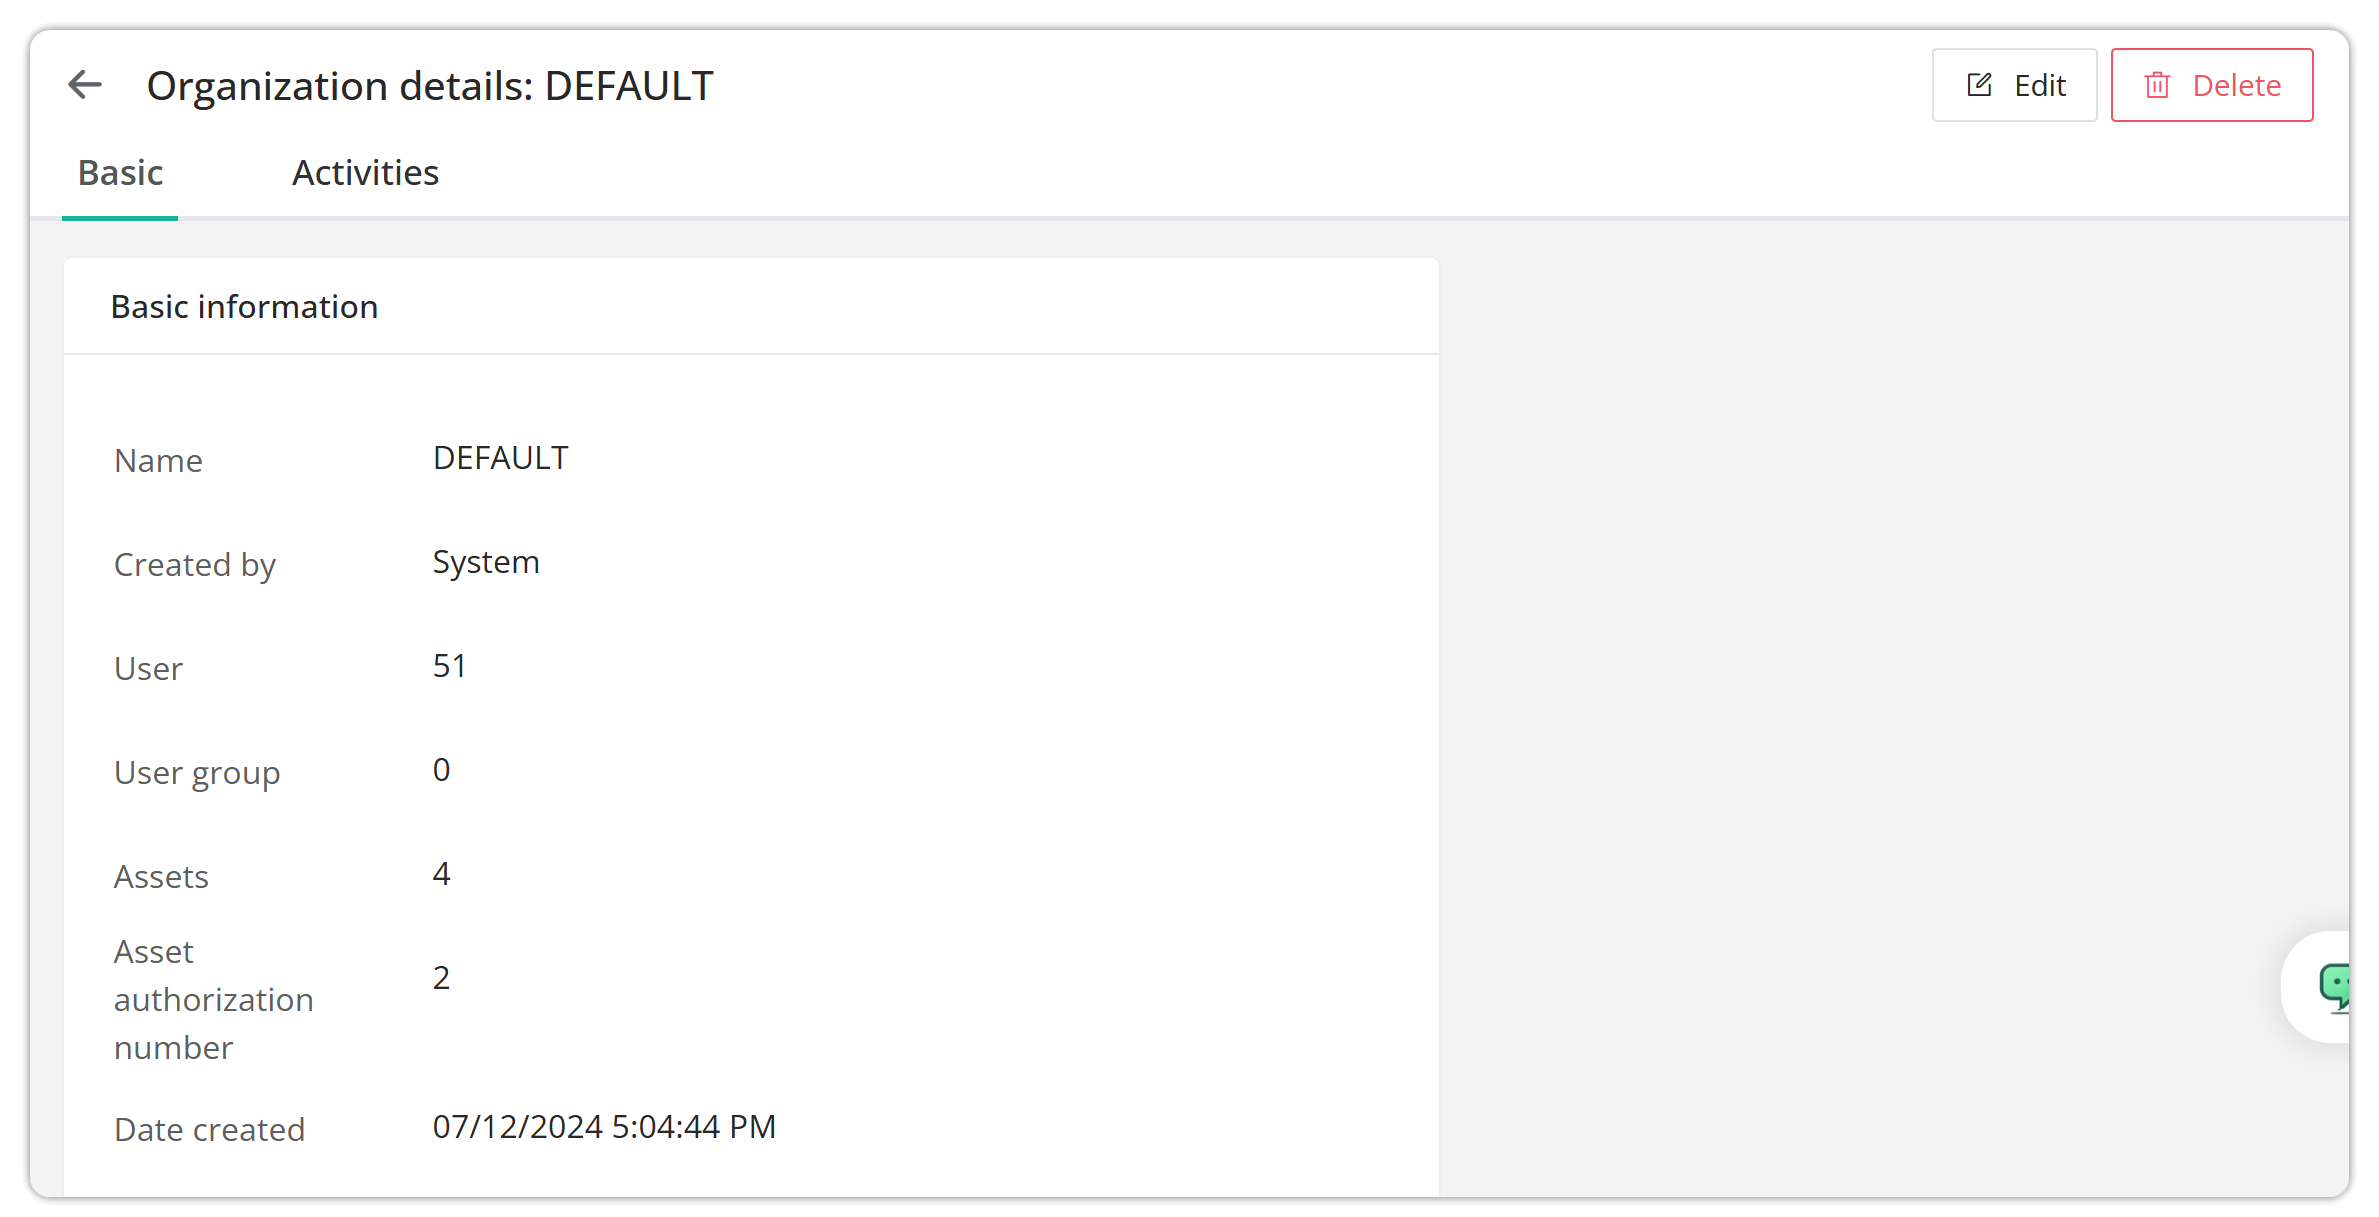 Organization details: DEFAULT
Edit
Delete
Basic
Activities
Basic information
Name
DEFAULT
Created by
System
User
51
User group
0
Assets
4
Asset
authorization
number
2
Date created
07/12/2024 5:04:44 PM